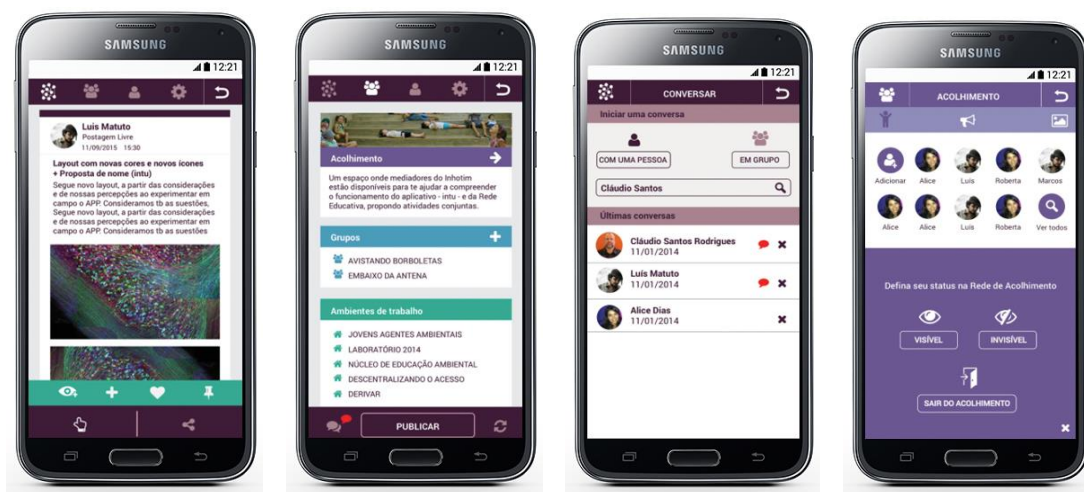 SAMSUNG
12:21
Luis Matuto
Postagem Livre
11/09/2015 15:30
Layout com novas cores e novos ícones
+ Proposta de nome (intu)
Segue novo layout, a partir das considerações
e de nossas percepções ao experimentar em
campo o APP. Consideramos tb as suestões,
Segue novo layout, a partir das considerações
e de nossas percepções ao experimentar em
campo o APP. Consideramos tb as suestões
SAMSUNG
12:21
Acolhimento
Um espaço onde mediadores do Inhotim
estão disponíveis para te ajudar a compreender
o funcionamento do aplicativo - intu - e da Rede
Educativa, propondo atividades conjuntas.
Grupos
AVISTANDO BORBOLETAS
EMBAIXO DA ANTENA
Ambientes de trabalho
JOVENS AGENTES AMBIENTAIS
LABORATÓRIO 2014
NÚCLEO DE EDUCAÇÃO AMBIENTAL
DESCENTRALIZANDO O ACESSO
DERIVAR
PUBLICAR
SAMSUNG
12:21
CONVERSAR
Iniciar uma conversa
COM UMA PESSOA EM GRUPO
Cláudio Santos
Últimas conversas
Cláudio Santos Rodrigues
11/01/2014
Luís Matuto
11/01/2014
Alice Dias
11/01/2014
SAMSUNG
12:21
ACOLHIMENTO
Adicionar Alice Luís Roberta Marcos
Alice Alice Luís Roberta Ver todos
Defina seu status na Rede de Acolhimento
VISÍVEL INVISÍVEL
SAIR DO ACOLHIMENTO